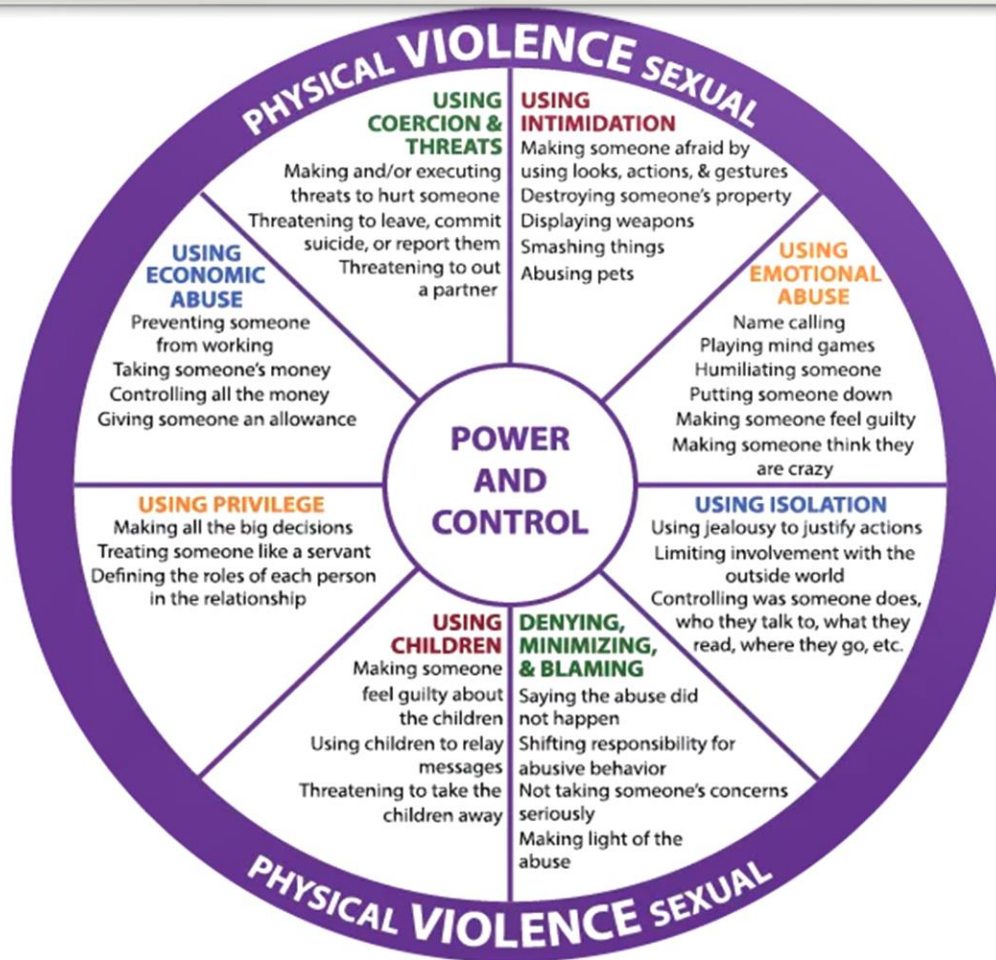 PHYSICAL VIOLENCE SEXUAL
USING
COERCION &
THREATS
Making and/or executing
threats to hurt someone
Threatening to leave, commit
suicide, or report them
Threatening to out
a partner
USING
INTIMIDATION
Making someone afraid by
using looks, actions, & gestures
Destroying someone's property
Displaying weapons
Smashing things
Abusing pets
USING
EMOTIONAL
ABUSE
Name calling
Playing mind games
Humiliating someone
Putting someone down
Making someone feel guilty
Making someone think they
are crazy
USING ISOLATION
Using jealousy to justify actions
Limiting involvement with the
outside world
Controlling was someone does,
who they talk to, what they
read, where they go, etc.
DENYING,
MINIMIZING,
& BLAMING
Saying the abuse did
not happen
Shifting responsibility for
abusive behavior
Not taking someone's concerns
seriously
Making light of the
abuse
USING
CHILDREN
Making someone
feel guilty about
the children
Using children to relay
messages
Threatening to take the
children away
USING PRIVILEGE
Making all the big decisions
Treating someone like a servant
Defining the roles of each person
in the relationship
USING
ECONOMIC
ABUSE
Preventing someone
from working
Taking someone's money
Controlling all the money
Giving someone an allowance
POWER
AND
CONTROL
PHYSICAL VIOLENCE SEXUAL